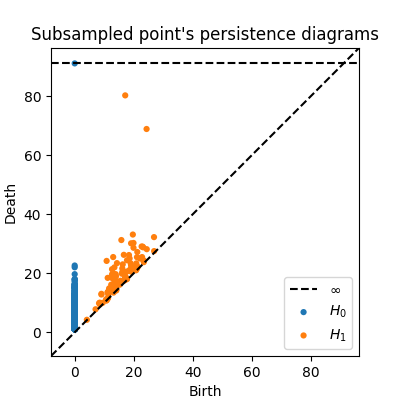 Subsampled point's persistence diagrams
80
60
40
20
0
Death
0 20 40 60 80
Birth
∞
H₀
H₁